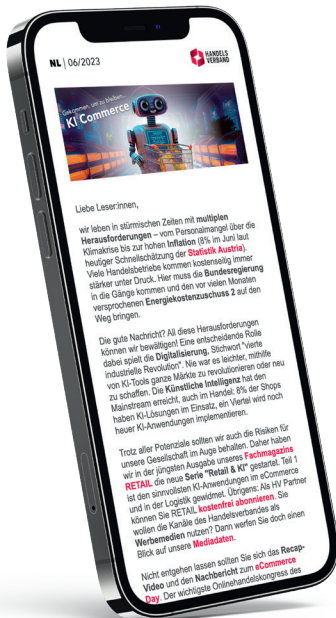 NL | 06/2023
HANDELS
VERBAND
Gekommen, um zu bleiben...
KI Commerce
Liebe Leser:innen,
wir leben in stürmischen Zeiten mit multiplen
Herausforderungen – vom Personalmangel über die
Klimakrise bis zur hohen Inflation (8% im Juni laut
heutiger Schnellschätzung der Statistik Austria).
Viele Handelsbetriebe kommen kostenseitig immer
stärker unter Druck. Hier muss die Bundesregierung
in die Gänge kommen und den vor vielen Monaten
versprochenen Energiekostenzuschuss 2 auf den
Weg bringen.
Die gute Nachricht? All diese Herausforderungen
können wir bewältigen! Eine entscheidende Rolle
dabei spielt die Digitalisierung, Stichwort "vierte
industrielle Revolution". Nie war es leichter, mithilfe
von KI-Tools ganze Märkte zu revolutionieren oder neu
zu schaffen. Die Künstliche Intelligenz hat den
Mainstream erreicht, auch im Handel: 8% der Shops
haben KI-Lösungen im Einsatz, ein Viertel wird noch
heuer KI-Anwendungen implementieren.
Trotz aller Potenziale sollten wir auch die Risiken für
unsere Gesellschaft im Auge behalten. Daher haben
wir in der jüngsten Ausgabe unseres Fachmagazins
RETAIL die neue Serie "Retail & KI" gestartet. Teil 1
ist den sinnvollsten KI-Anwendungen im eCommerce
und in der Logistik gewidmet. Übrigens: Als HV Partner
können Sie RETAIL kostenfrei abonnieren. Sie
wollen die Kanäle des Handelsverbandes als
Werbemedien nutzen? Dann werfen Sie doch einen
Blick auf unsere Mediadaten.
Nicht entgehen lassen sollten Sie sich das Recap-
Video und den Nachbericht zum eCommerce
Day. Der wichtigste Onlinehandelskongress des